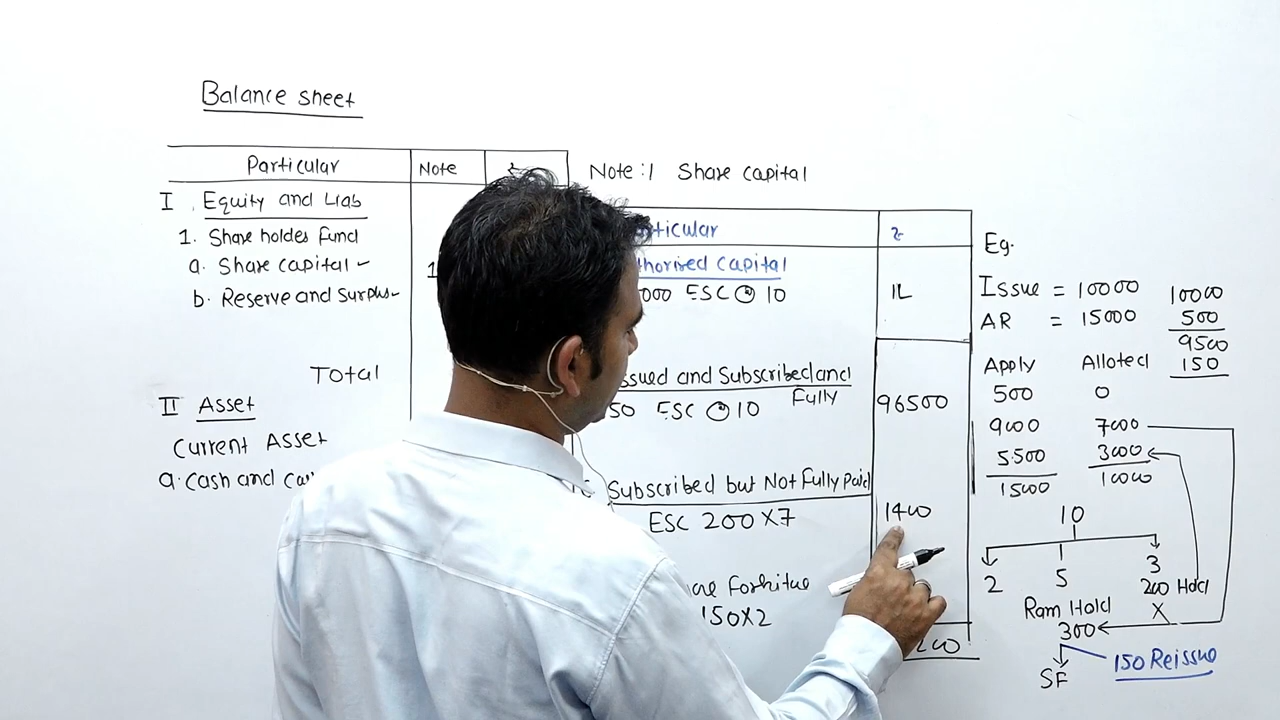 Balance sheet
Particular Note ₹
I . Equity and Liab
1. Share holdes fund
a. Share capital - 1
b. Reserve and Surplus -
Total
II Asset
Current Asset
a. Cash and
Note :1 Share capital
ticular ₹
thorised capital
000 ESC @ 10 1L
ssued and Subscribed and Fully
50 ESC @ 10 96500
Subscribed but Not Fully Paid
ESC 200 X 7 1400
150X2
Eg.
Issue = 10000
AR = 15000
10000
500
9500
150
Apply Alloted
500 0
9000 7000
5500 3000
15000 10000
10
2 5 3
200 Hold
Ram Hold X
300
SF 150 Reissue